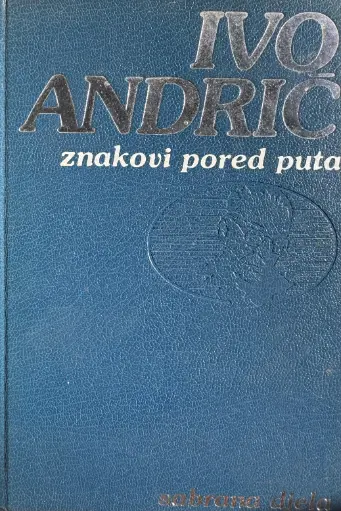 IVO
ANDRIĆ
znakovi pored puta
sabrana djela